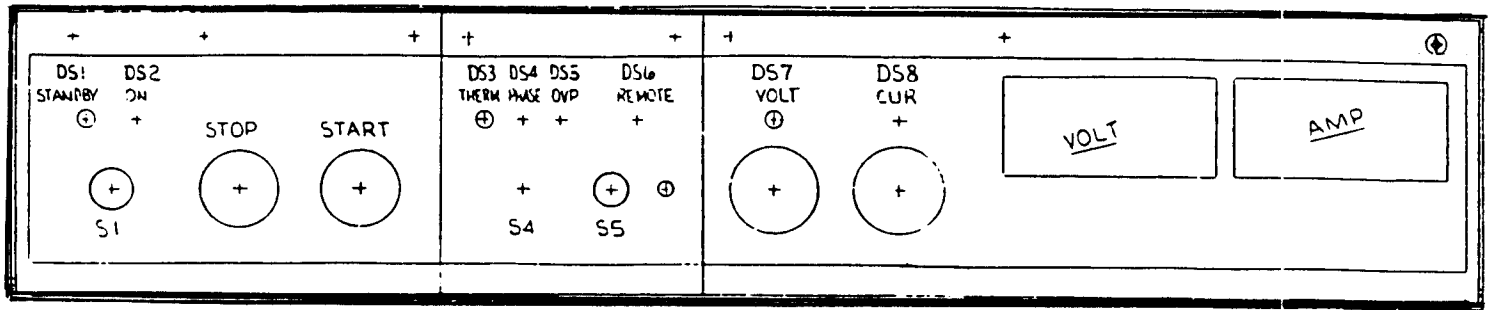 DS1 DS2 DS3 DS4 DS5 DS6 DS7 DS8
STANDBY ON THERM PHASE OVP REMOTE VOLT CUR
STOP START VOLT AMP
S1 S4 S5